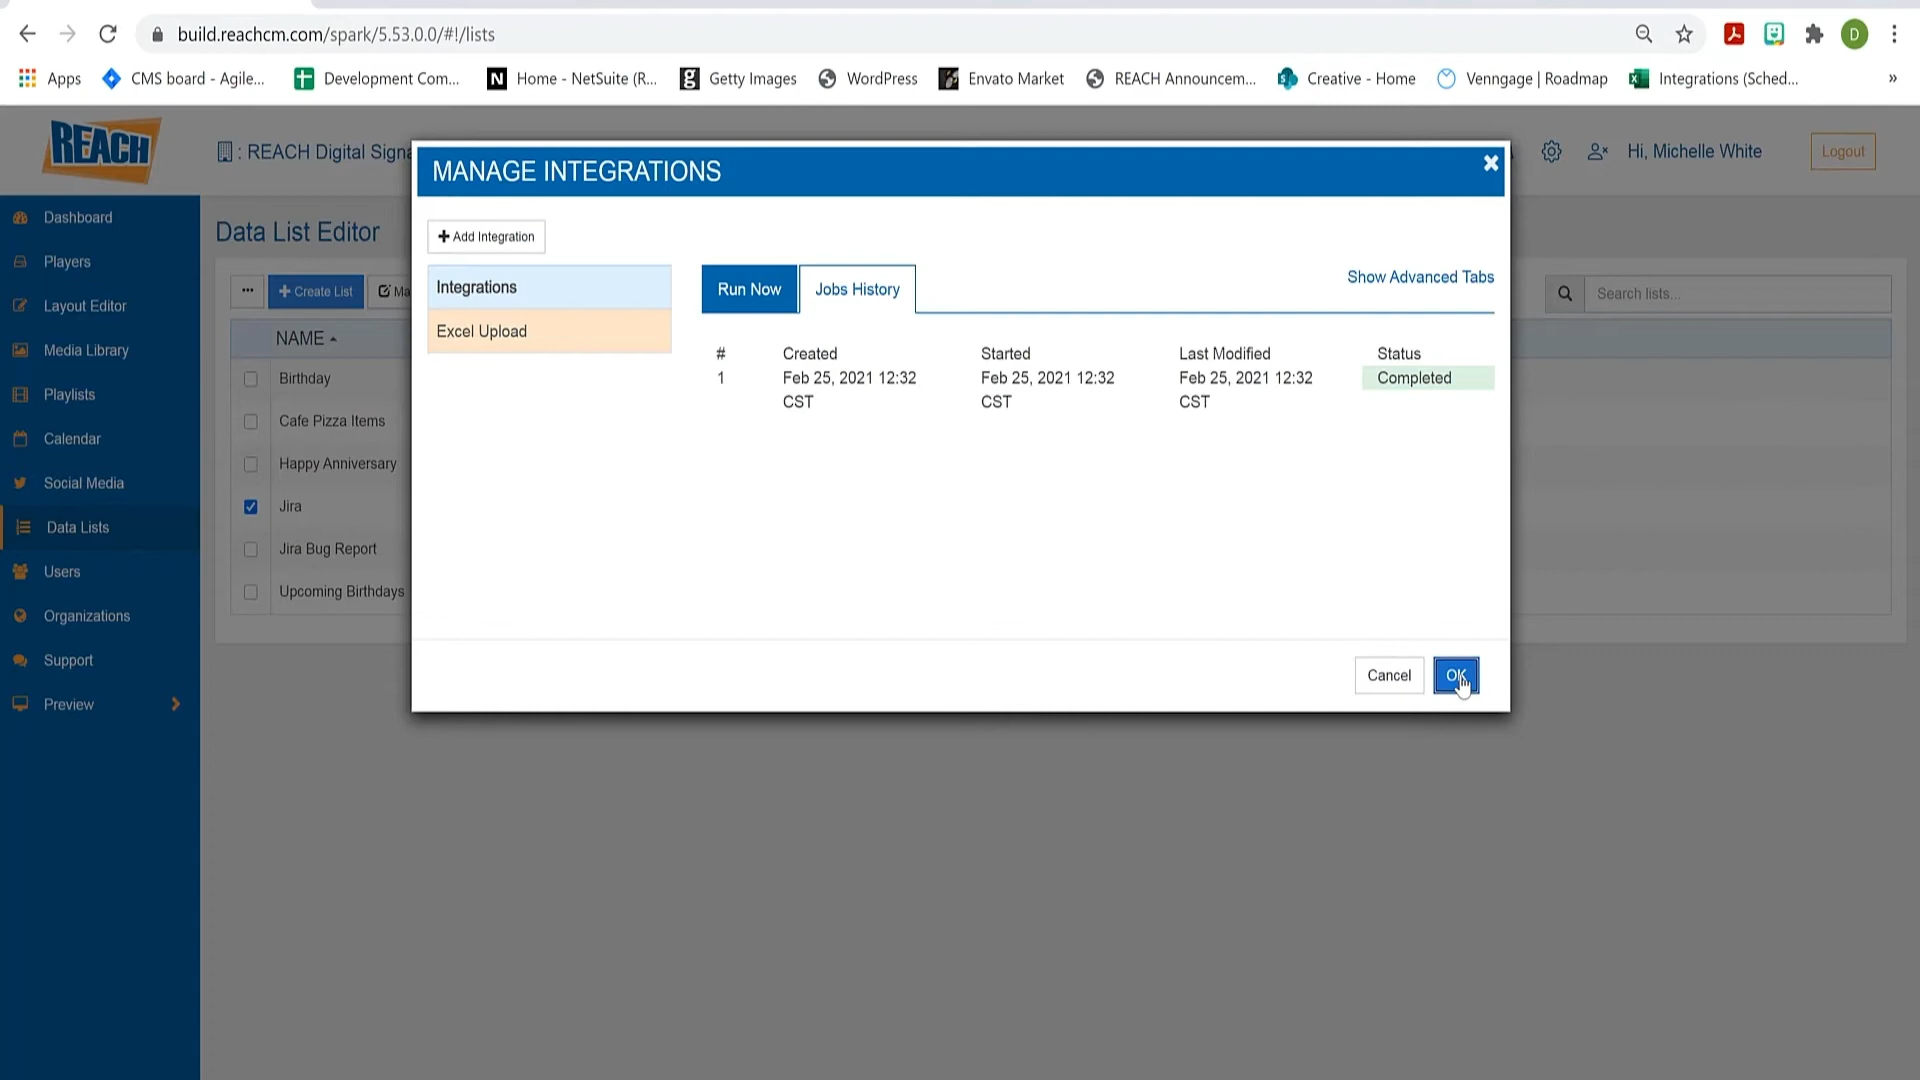 build.reachcm.com/spark/5.53.0.0/#!/lists
D
Apps
CMS board - Agile...
Development Com...
Home - NetSuite (R...
Getty Images
WordPress
Envato Market
REACH Announcem...
Creative - Home
Venngage | Roadmap
Integrations (Sched...
»
REACH
: REACH Digital Signa
Hi, Michelle White
Logout
MANAGE INTEGRATIONS
Dashboard
Players
Layout Editor
Media Library
Playlists
Calendar
Social Media
Data Lists
Users
Organizations
Support
Preview
Data List Editor
...
Create List
Ma
Search lists...
NAME
Birthday
Cafe Pizza Items
Happy Anniversary
Jira
Jira Bug Report
Upcoming Birthdays
Add Integration
Integrations
Excel Upload
Run Now
Jobs History
Show Advanced Tabs
# Created Started Last Modified Status
1 Feb 25, 2021 12:32 Feb 25, 2021 12:32 Feb 25, 2021 12:32 Completed
CST CST CST
Cancel
OK